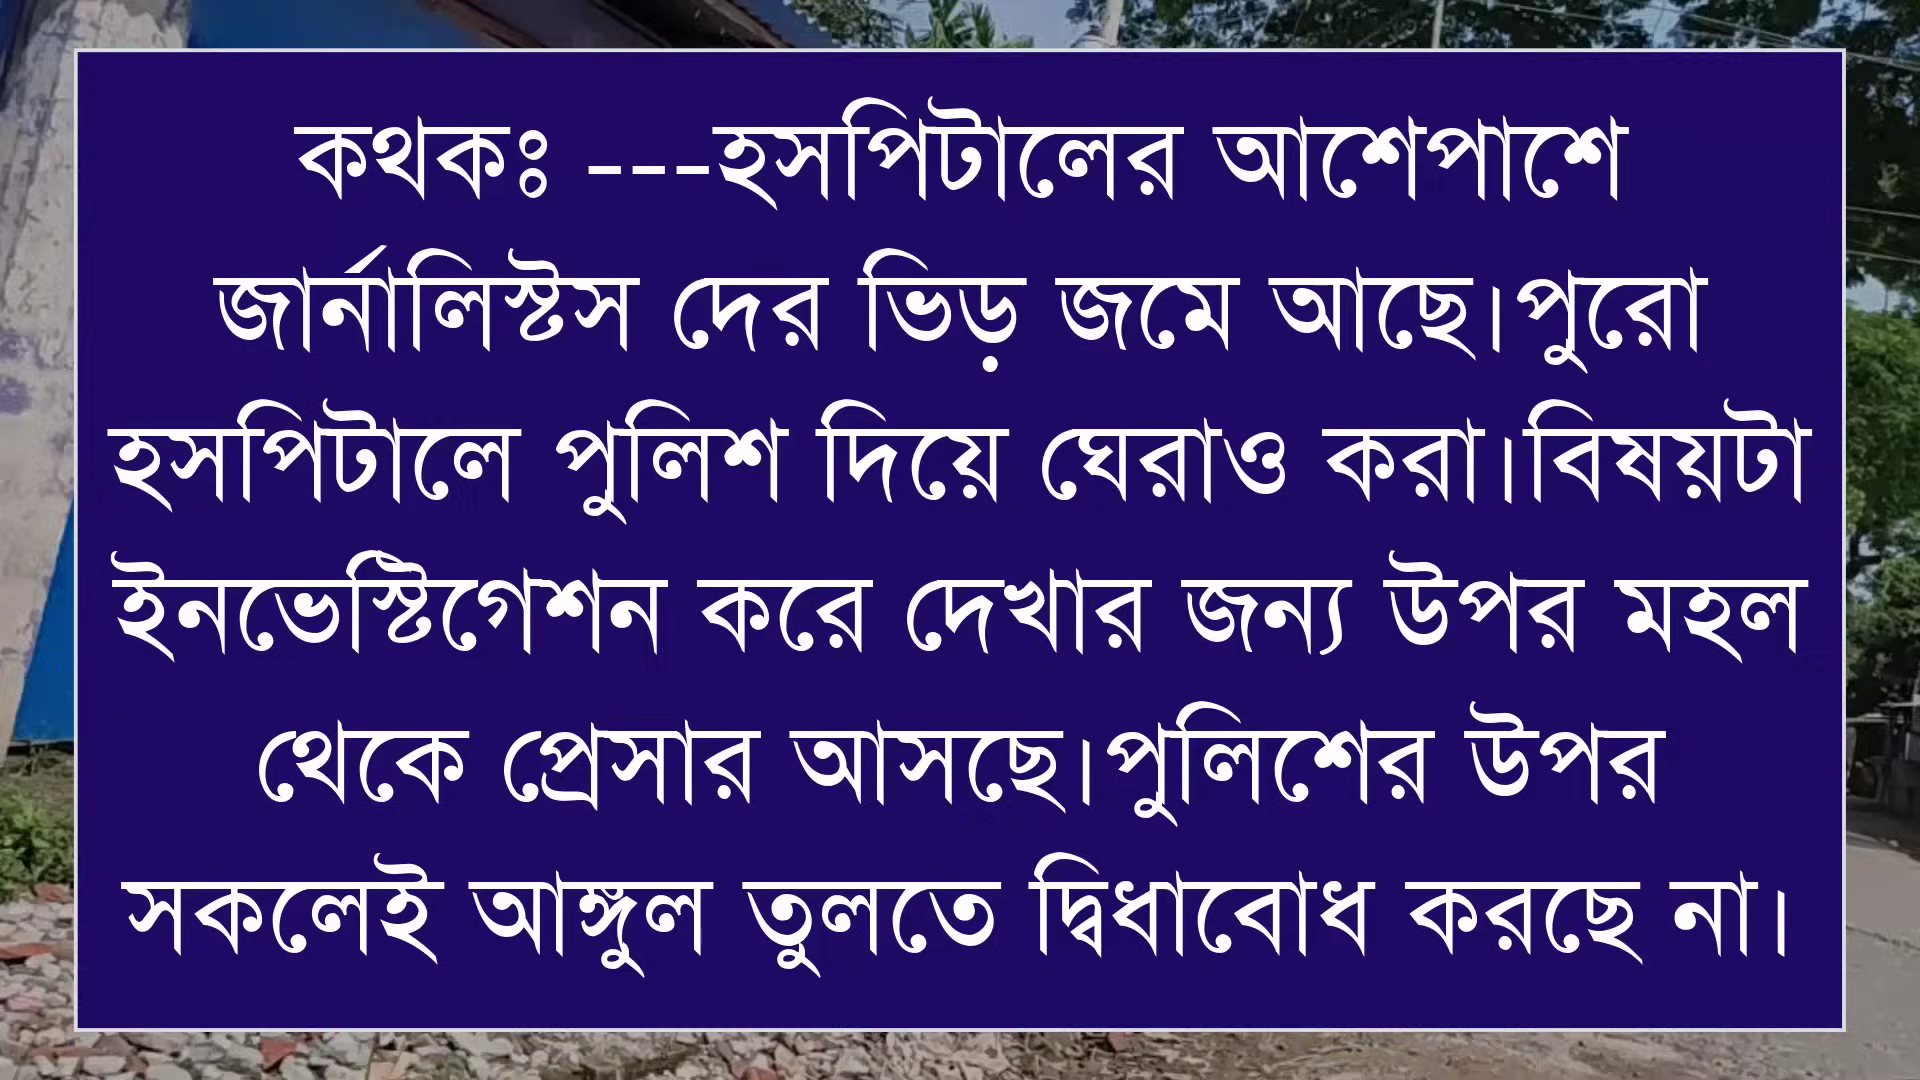 কথকঃ ---হসপিটালের আশেপাশে
জার্নালিস্টস দের ভিড় জমে আছে।পুরো
হসপিটালে পুলিশ দিয়ে ঘেরাও করা।বিষয়টা
ইনভেস্টিগেশন করে দেখার জন্য উপর মহল
থেকে প্রেসার আসছে।পুলিশের উপর
সকলেই আঙ্গুল তুলতে দ্বিধাবোধ করছে না।